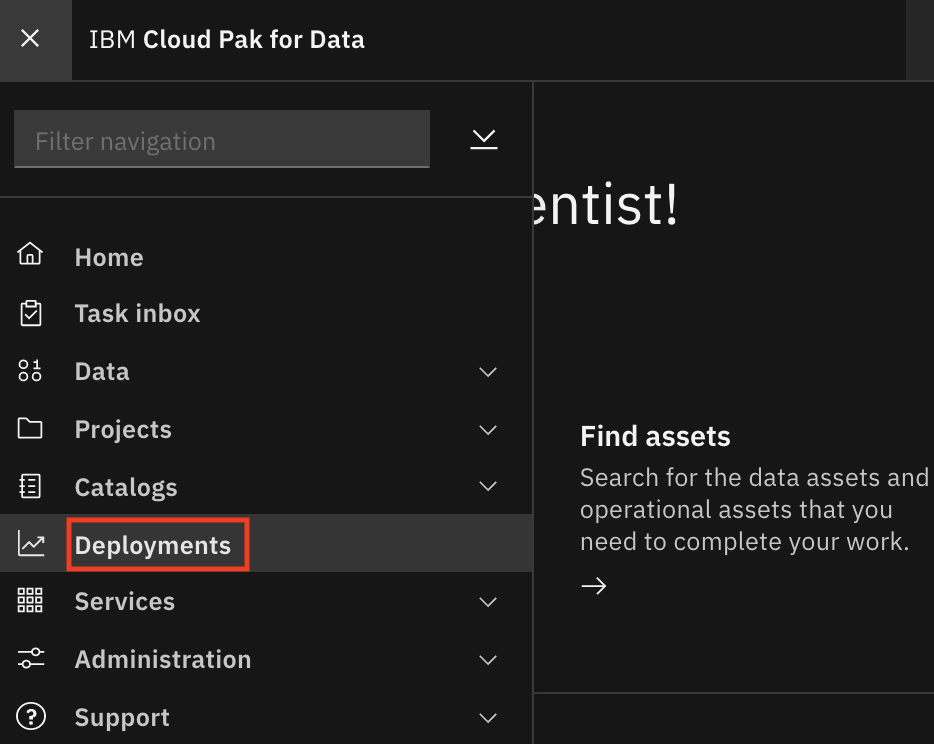 IBM Cloud Pak for Data
Filter navigation
entist!
Home
Task inbox
Data
Projects
Catalogs
Deployments
Services
Administration
Support
Find assets
Search for the data assets and
operational assets that you
need to complete your work.